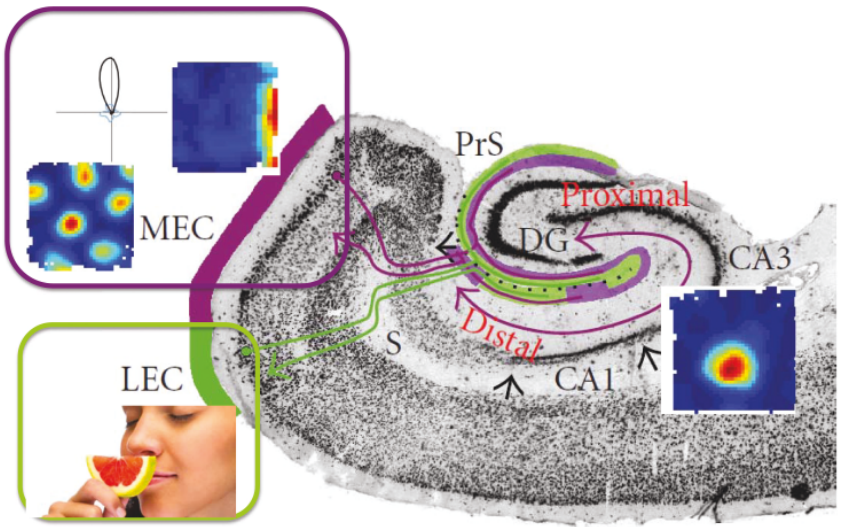 PrS
Proximal
MEC
DG
CA3
Distal
S
LEC
CA1